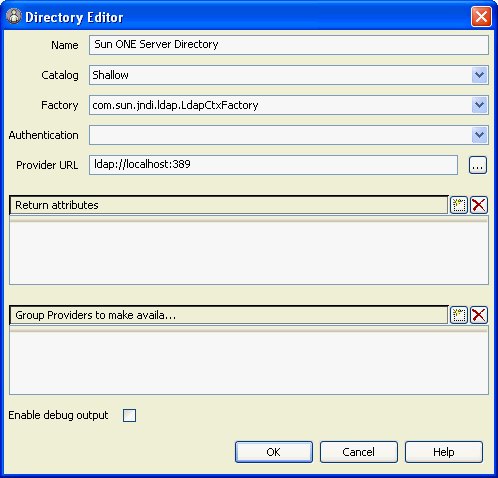 Directory Editor
Name Sun ONE Server Directory
Catalog Shallow
Factory com.sun.jndi.ldap.LdapCtxFactory
Authentication
Provider URL ldap://localhost:389 ...
Return attributes
Group Providers to make availa...
Enable debug output
OK Cancel Help